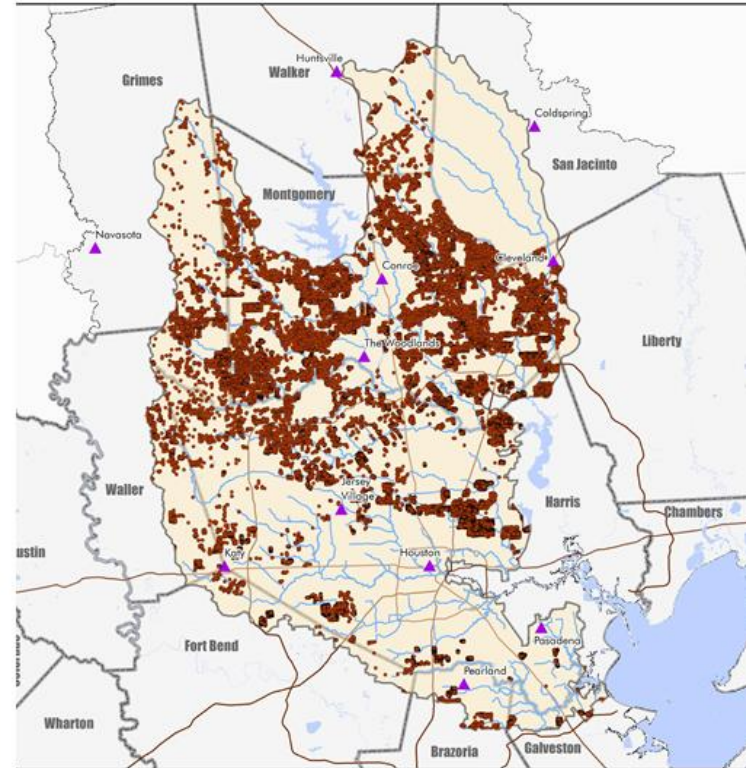 Huntsville
Walker
Grimes
Coldspring
San Jacinto
Montgomery
Navasota
Cleveland
Conroe
Liberty
The Woodlands
Jersey
Village
Waller
Harris
Chambers
ustin
Katy
Houston
Pasadena
Fort Bend
Pearland
Wharton
Brazoria
Galveston